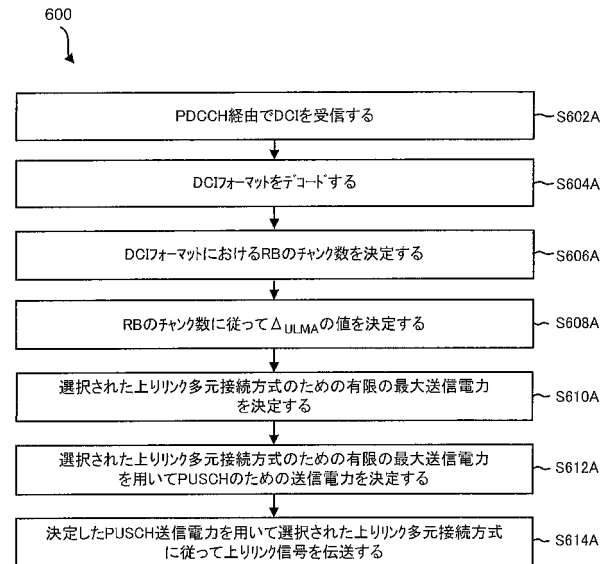 600
PDCCH経由でDCIを受信する
S602A
DCIフォーマットをデコードする
S604A
DCIフォーマットにおけるRBのチャンク数を決定する
S606A
RBのチャンク数に従ってΔULMAの値を決定する
S608A
選択された上りリンク多元接続方式のための有限の最大送信電力
を決定する
S610A
選択された上りリンク多元接続方式のための有限の最大送信電力
を用いてPUSCHのための送信電力を決定する
S612A
決定したPUSCH送信電力を用いて選択された上りリンク多元接続方式
に従って上りリンク信号を伝送する
S614A